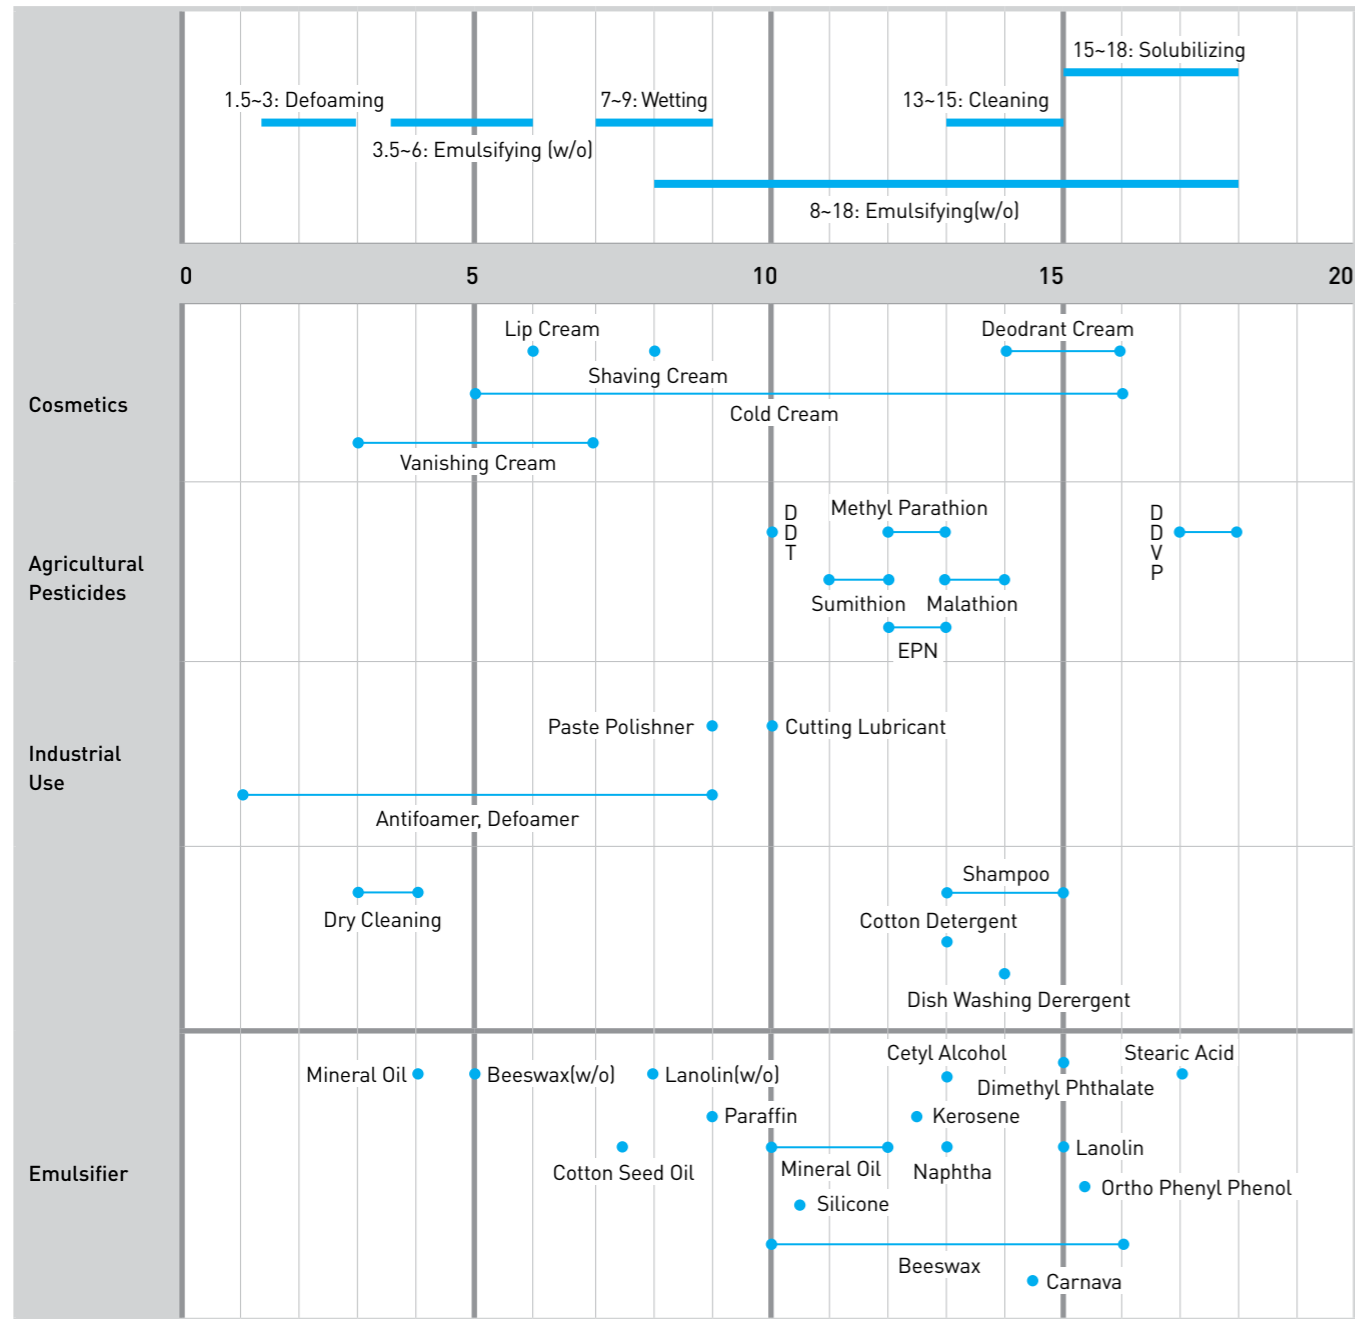 15~18: Solubilizing
1.5~3: Defoaming
7~9: Wetting
13~15: Cleaning
3.5~6: Emulsifying (w/o)
8~18: Emulsifying(w/o)
0 5 10 15 20
Cosmetics
Lip Cream
Deodrant Cream
Shaving Cream
Cold Cream
Vanishing Cream
Agricultural
Pesticides
D
D
T
Methyl Parathion
D
D
V
P
Sumithion
Malathion
EPN
Industrial
Use
Paste Polishner
Cutting Lubricant
Antifoamer, Defoamer
Shampoo
Dry Cleaning
Cotton Detergent
Dish Washing Derergent
Emulsifier
Cetyl Alcohol
Stearic Acid
Mineral Oil
Beeswax(w/o)
Lanolin(w/o)
Dimethyl Phthalate
Paraffin
Kerosene
Cotton Seed Oil
Mineral Oil
Naphtha
Lanolin
Ortho Phenyl Phenol
Silicone
Beeswax
Carnava